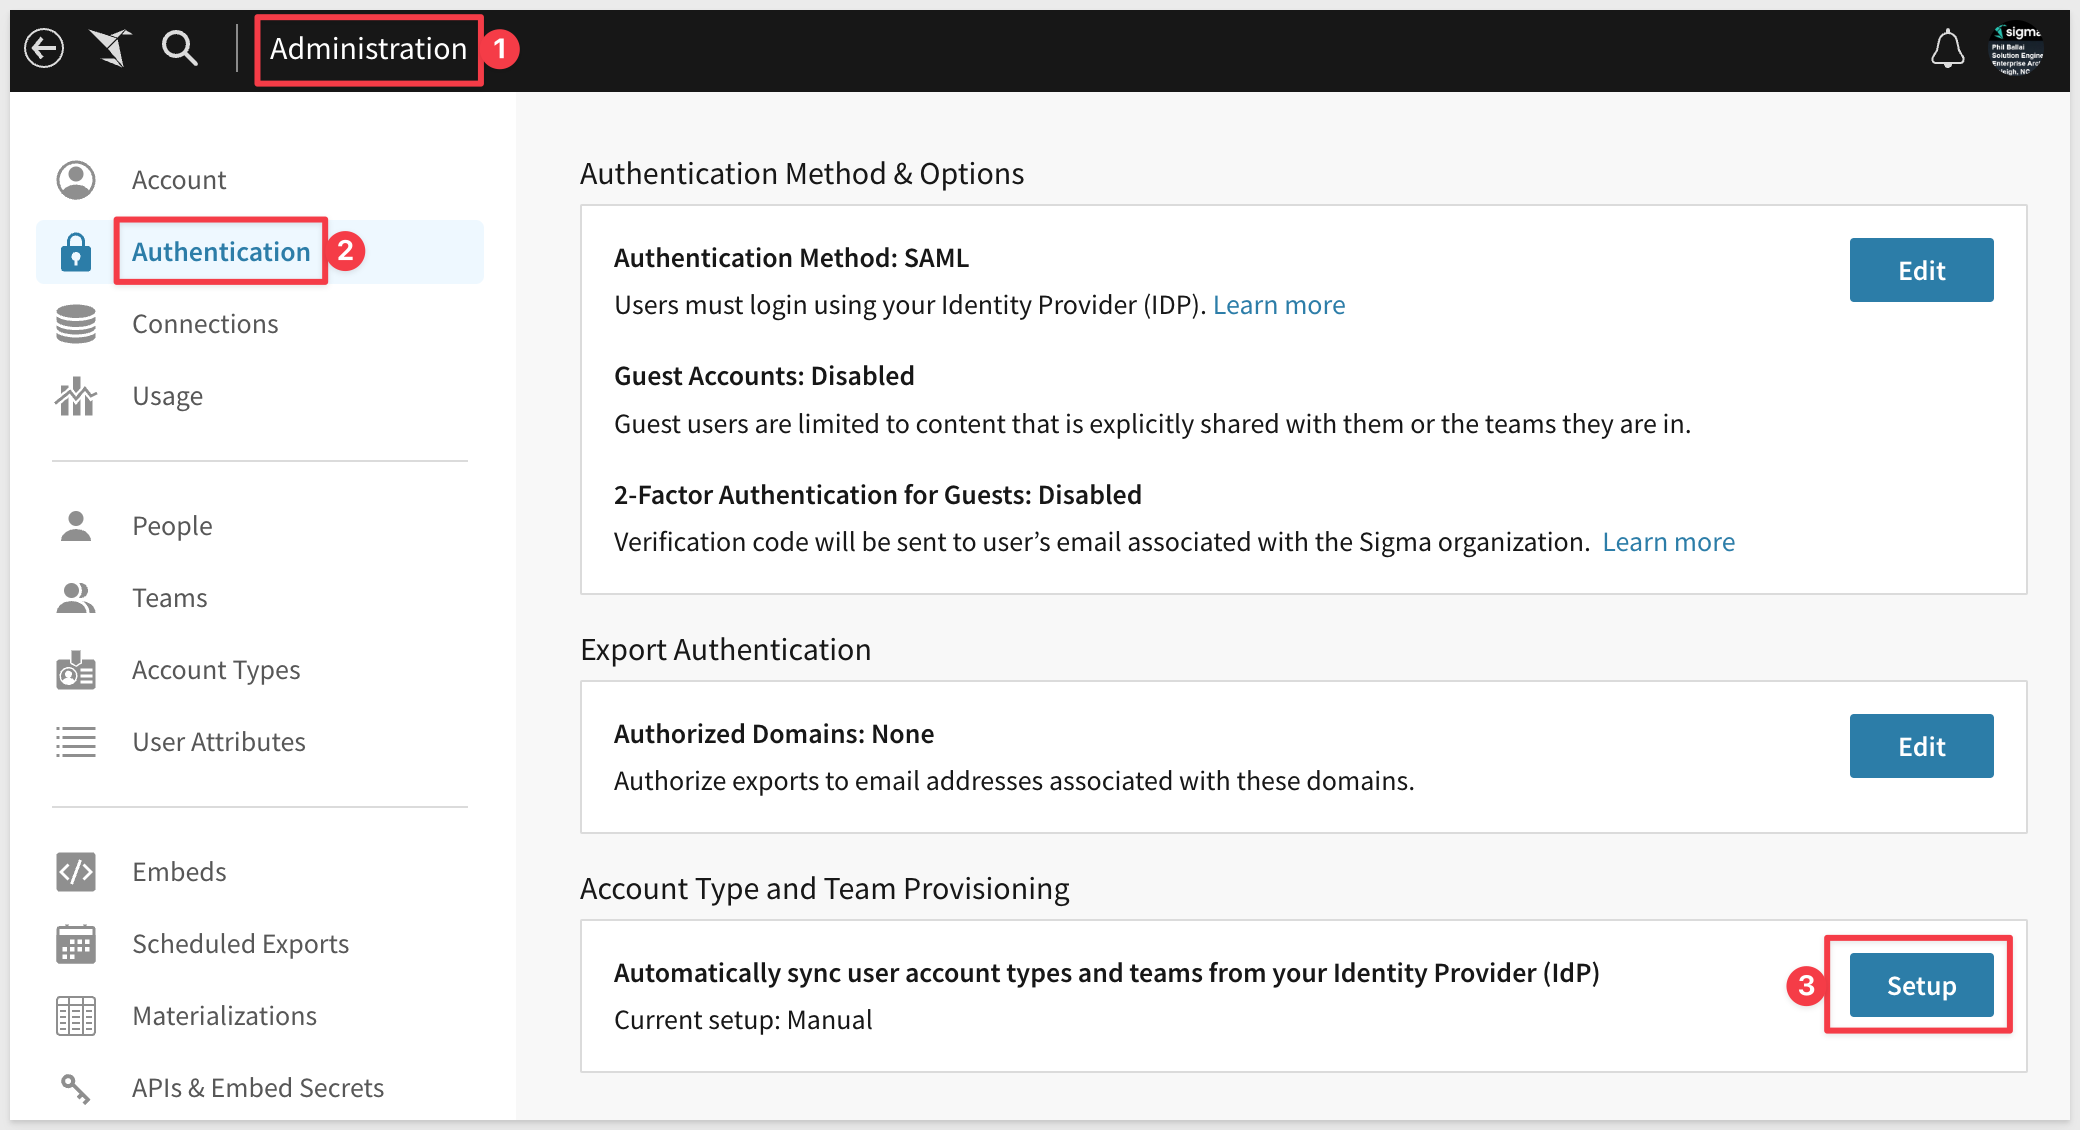 Administration
1
sigma
Phil Ballai
Solution Engine
Enterprise Arc
Account
Authentication
2
Connections
Usage
People
Teams
Account Types
User Attributes
Embeds
Scheduled Exports
Materializations
APIs & Embed Secrets
Authentication Method & Options
Authentication Method: SAML
Edit
Users must login using your Identity Provider (IDP). Learn more
Guest Accounts: Disabled
Guest users are limited to content that is explicitly shared with them or the teams they are in.
2-Factor Authentication for Guests: Disabled
Verification code will be sent to user’s email associated with the Sigma organization. Learn more
Export Authentication
Authorized Domains: None
Edit
Authorize exports to email addresses associated with these domains.
Account Type and Team Provisioning
Automatically sync user account types and teams from your Identity Provider (IdP)
3
Setup
Current setup: Manual